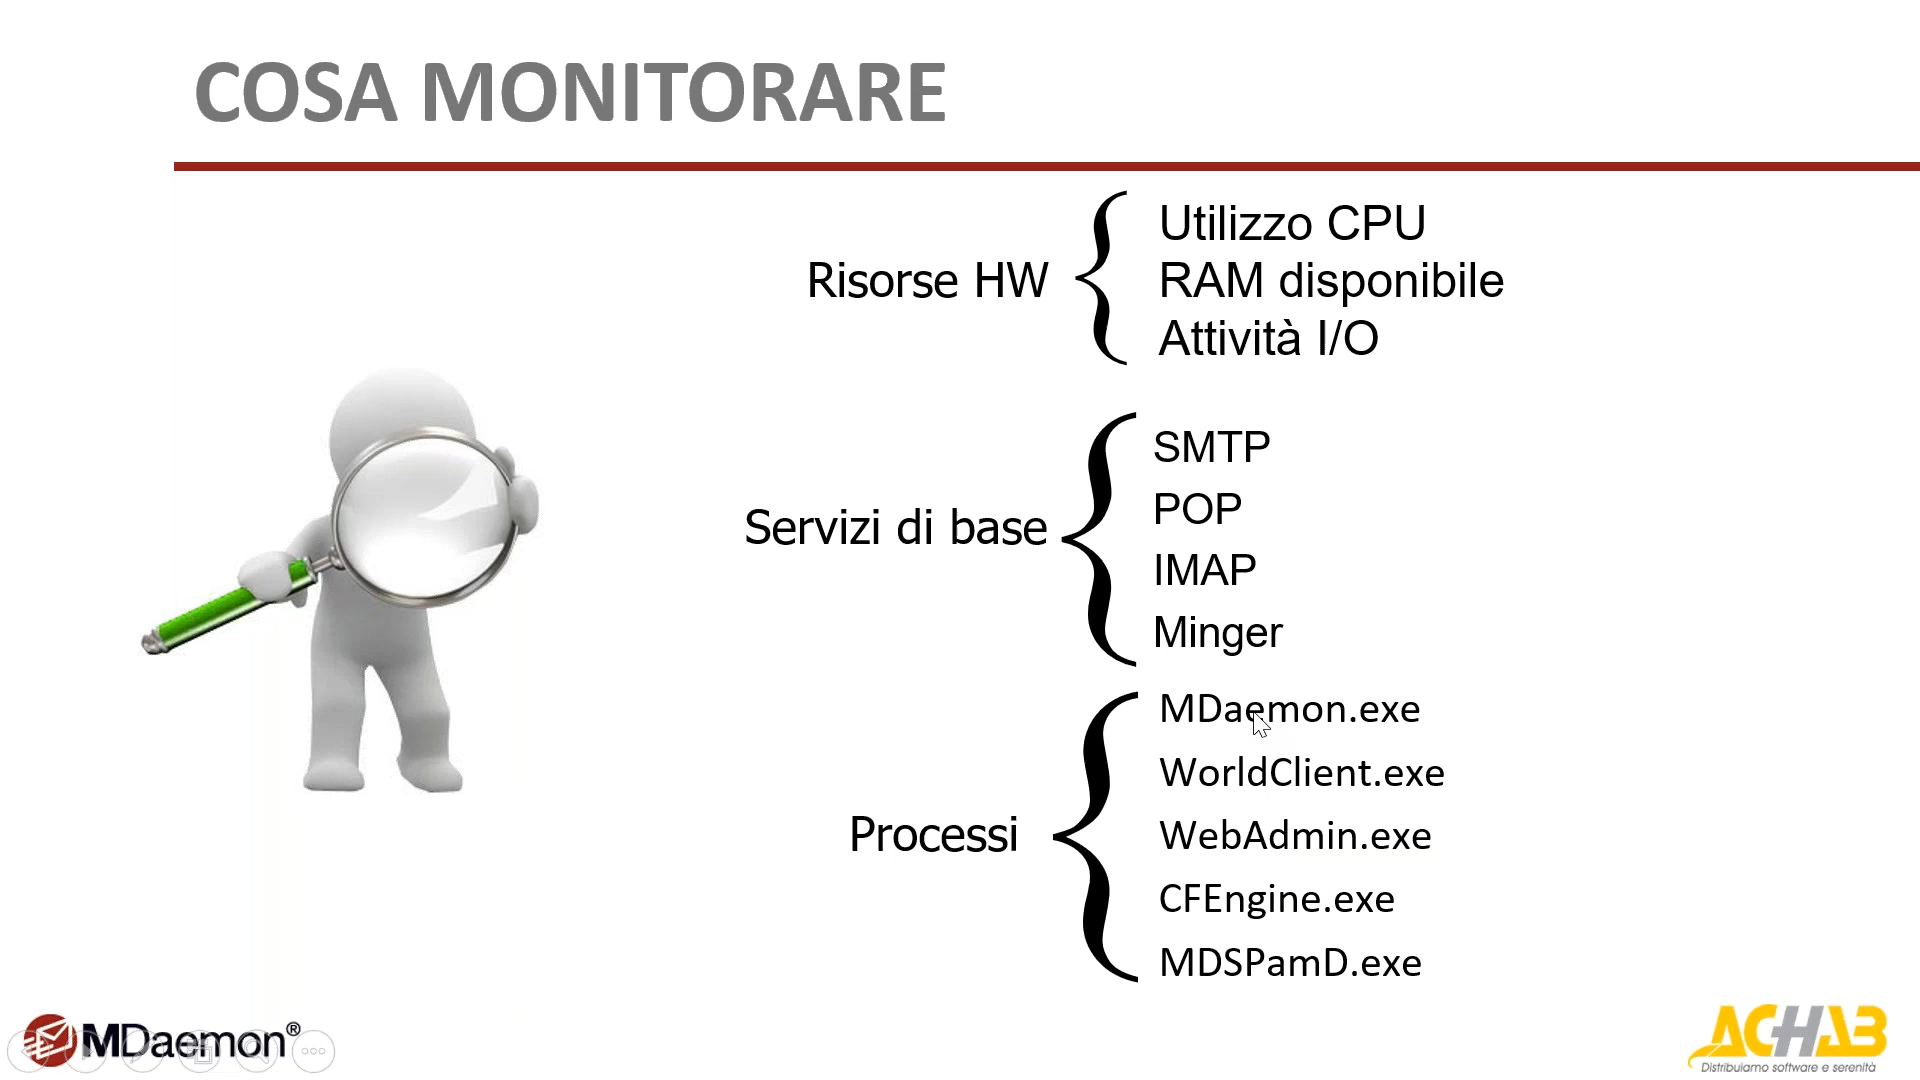 COSA MONITORARE
Risorse HW
Utilizzo CPU
RAM disponibile
Attività I/O
Servizi di base
SMTP
POP
IMAP
Minger
Processi
MDaemon.exe
WorldClient.exe
WebAdmin.exe
CFEngine.exe
MDSPamD.exe
MDaemon®
ACHAB
Distribuiamo software e serenità